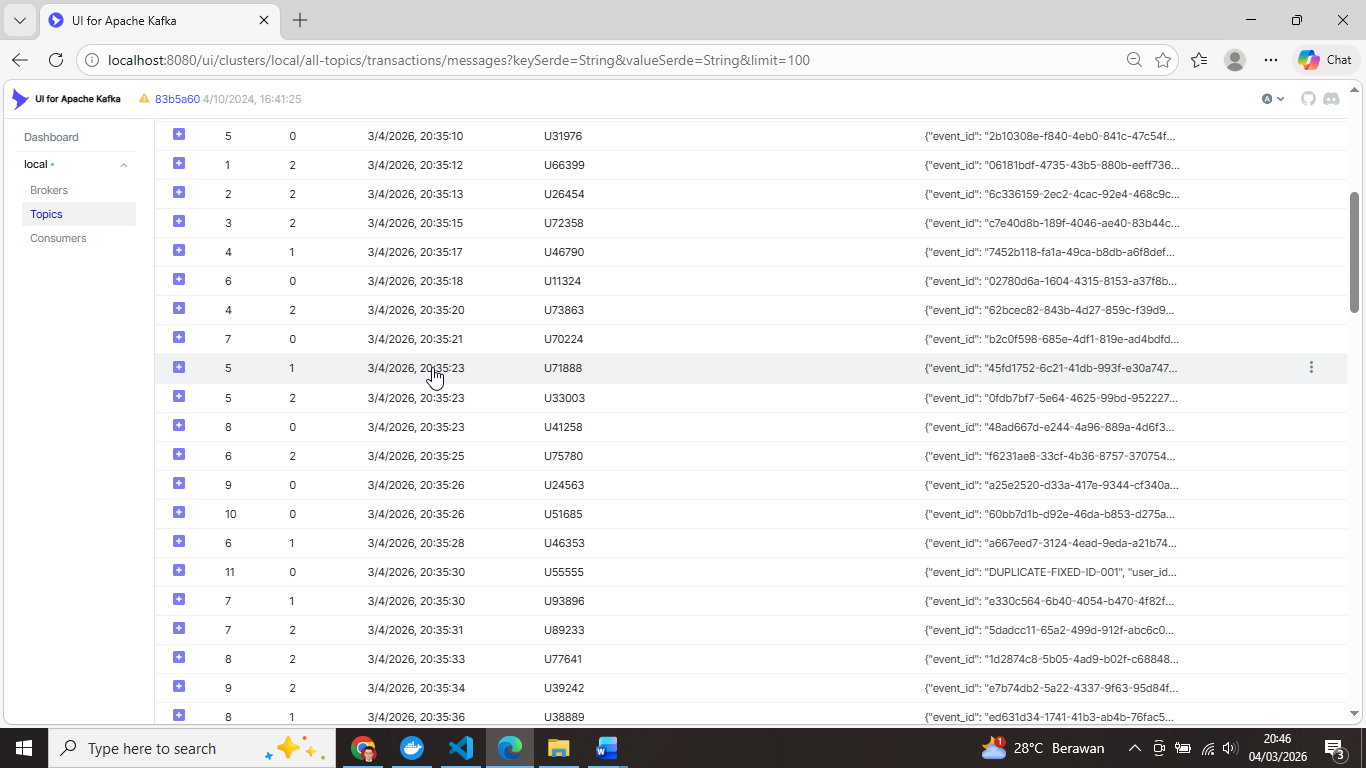 UI for Apache Kafka
localhost:8080/ui/clusters/local/all-topics/transactions/messages?keySerde=String&valueSerde=String&limit=100
Chat
UI for Apache Kafka 83b5a60 4/10/2024, 16:41:25
A
Dashboard
local
Brokers
Topics
Consumers
5 0 3/4/2026, 20:35:10 U31976 {"event_id": "2b10308e-f840-4eb0-841c-47c54f...
1 2 3/4/2026, 20:35:12 U66399 {"event_id": "06181bdf-4735-43b5-880b-eeff736...
2 2 3/4/2026, 20:35:13 U26454 {"event_id": "6c336159-2ec2-4cac-92e4-468c9c...
3 2 3/4/2026, 20:35:15 U72358 {"event_id": "c7e40d8b-189f-4046-ae40-83b44c...
4 1 3/4/2026, 20:35:17 U46790 {"event_id": "7452b118-fa1a-49ca-b8db-a6f8def...
6 0 3/4/2026, 20:35:18 U11324 {"event_id": "02780d6a-1604-4315-8153-a37f8b...
4 2 3/4/2026, 20:35:20 U73863 {"event_id": "62bcec82-843b-4d27-859c-f39d9...
7 0 3/4/2026, 20:35:21 U70224 {"event_id": "b2c0f598-685e-4df1-819e-ad4bdfd...
5 1 3/4/2026, 20:35:23 U71888 {"event_id": "45fd1752-6c21-41db-993f-e30a747...
5 2 3/4/2026, 20:35:23 U33003 {"event_id": "0fdb7bf7-5e64-4625-99bd-952227...
8 0 3/4/2026, 20:35:23 U41258 {"event_id": "48ad667d-e244-4a96-889a-4d6f3...
6 2 3/4/2026, 20:35:25 U75780 {"event_id": "f6231ae8-33cf-4b36-8757-370754...
9 0 3/4/2026, 20:35:26 U24563 {"event_id": "a25e2520-d33a-417e-9344-cf340a...
10 0 3/4/2026, 20:35:26 U51685 {"event_id": "60bb7d1b-d92e-46da-b853-d275a...
6 1 3/4/2026, 20:35:28 U46353 {"event_id": "a667eed7-3124-4ead-9eda-a21b74...
11 0 3/4/2026, 20:35:30 U55555 {"event_id": "DUPLICATE-FIXED-ID-001", "user_id...
7 1 3/4/2026, 20:35:30 U93896 {"event_id": "e330c564-6b40-4054-b470-4f82f...
7 2 3/4/2026, 20:35:31 U89233 {"event_id": "5dadcc11-65a2-499d-912f-abc6c0...
8 2 3/4/2026, 20:35:33 U77641 {"event_id": "1d2874c8-5b05-4ad9-b02f-c68848...
9 2 3/4/2026, 20:35:34 U39242 {"event_id": "e7b74db2-5a22-4337-9f63-95d84f...
8 1 3/4/2026, 20:35:36 U38889 {"event_id": "ed631d34-1741-41b3-ab4b-76fac5...
Type here to search
1
28°C Berawan
20:46
04/03/2026
3